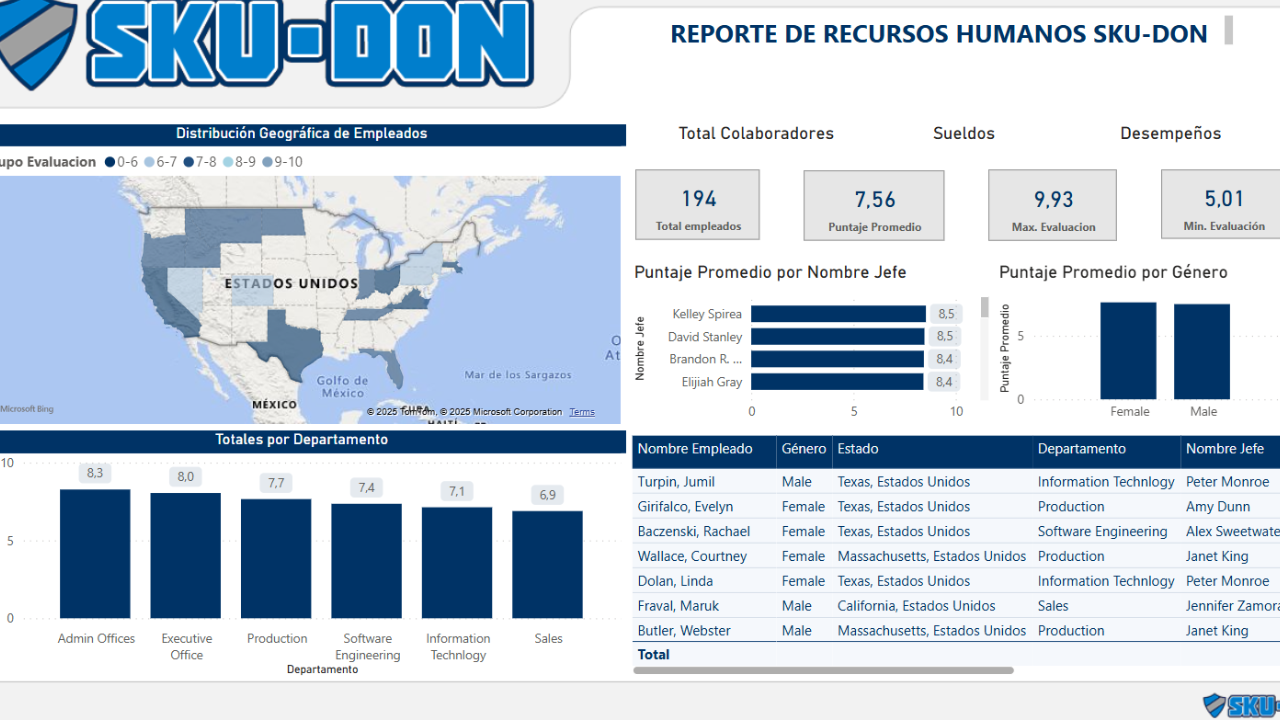 SKU-DON
REPORTE DE RECURSOS HUMANOS SKU-DON
Distribución Geográfica de Empleados
upo Evaluacion 0-6 6-7 7-8 8-9 9-10
ESTADOS UNIDOS
Golfo de
México
Mar de los Sargazos
O
At
MÉXICO
CUBA
HAITÍ
Microsoft Bing
© 2025 TomTom, © 2025 Microsoft Corporation Terms
Total Colaboradores
Sueldos
Desempeños
194
Total empleados
7,56
Puntaje Promedio
9,93
Max. Evaluacion
5,01
Min. Evaluación
Puntaje Promedio por Nombre Jefe
Nombre Jefe
Kelley Spirea 8,5
David Stanley 8,5
Brandon R. ... 8,4
Elijiah Gray 8,4
0 5 10
Puntaje Promedio por Género
Puntaje Promedio
5
0
Female Male
Totales por Departamento
10
5
0
8,3 8,0 7,7 7,4 7,1 6,9
Admin Offices Executive Production Software Information Sales
Office Engineering Technlogy
Departamento
Nombre Empleado Género Estado Departamento Nombre Jefe
Turpin, Jumil Male Texas, Estados Unidos Information Technlogy Peter Monroe
Girifalco, Evelyn Female Texas, Estados Unidos Production Amy Dunn
Baczenski, Rachael Female Texas, Estados Unidos Software Engineering Alex Sweetwate
Wallace, Courtney Female Massachusetts, Estados Unidos Production Janet King
Dolan, Linda Female Texas, Estados Unidos Information Technlogy Peter Monroe
Fraval, Maruk Male California, Estados Unidos Sales Jennifer Zamora
Butler, Webster Male Massachusetts, Estados Unidos Production Janet King
Total
SKU-